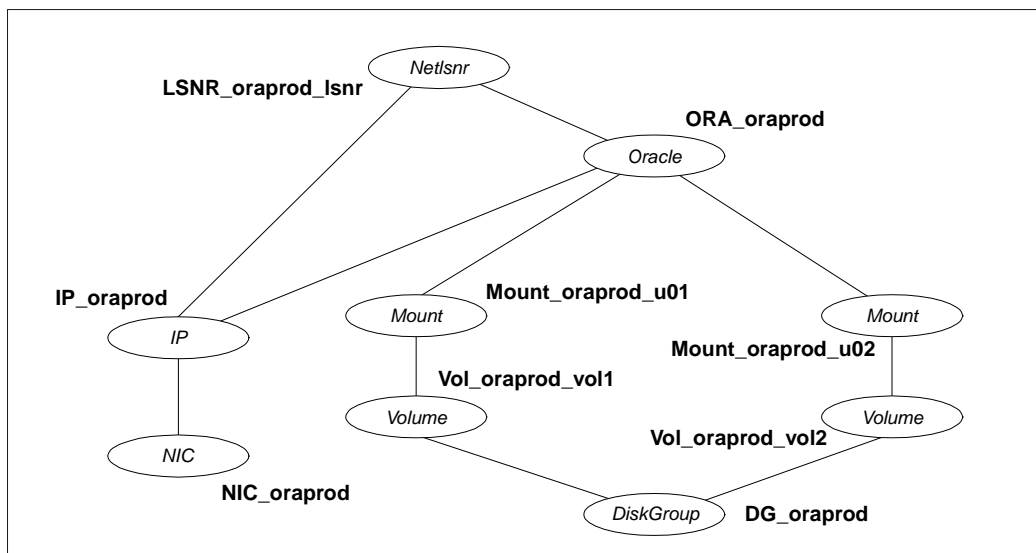 Netlsnr
LSNR_oraprod_lsnr
ORA_oraprod
Oracle
IP_oraprod
Mount_oraprod_u01
IP
Mount
Mount
Mount_oraprod_u02
Vol_oraprod_vol1
Volume
Volume
Vol_oraprod_vol2
NIC
NIC_oraprod
DiskGroup
DG_oraprod